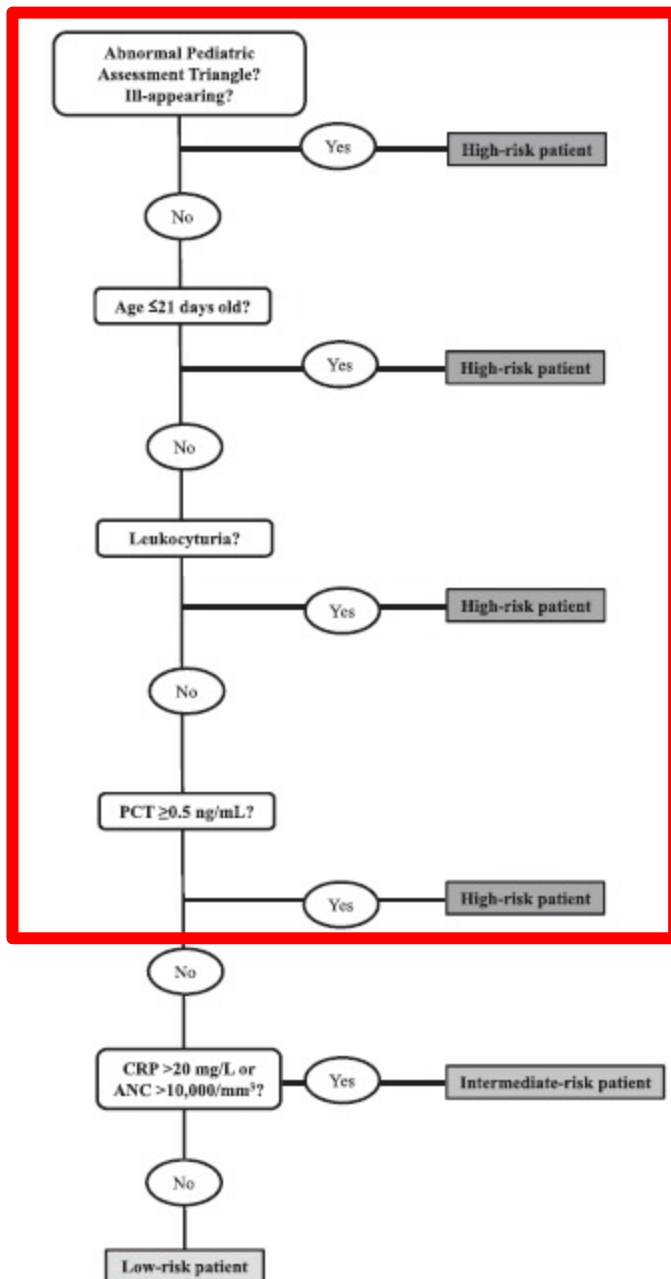 Abnormal Pediatric
Assessment Triangle?
Ill-appearing?
Yes
High-risk patient
No
Age ≤21 days old?
Yes
High-risk patient
No
Leukocyturia?
Yes
High-risk patient
No
PCT ≥0.5 ng/mL?
Yes
High-risk patient
No
CRP >20 mg/L or
ANC >10,000/mm³?
Yes
Intermediate-risk patient
No
Low-risk patient